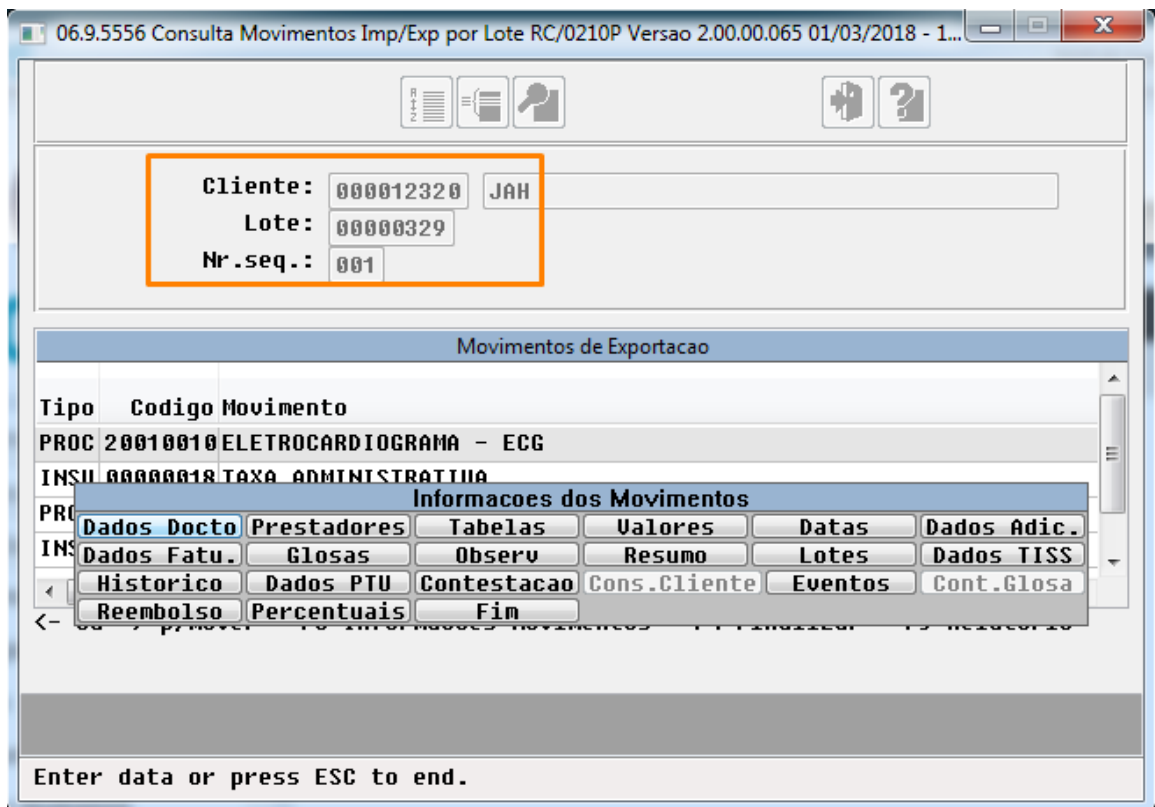 06.9.5556 Consulta Movimentos Imp/Exp por Lote RC/0210P Versao 2.00.00.065 01/03/2018 - 1...
Cliente: 000012320 JAH
Lote: 00000329
Nr.seq.: 001
Movimentos de Exportacao
Tipo Codigo Movimento
PROC 20010010 ELETROCARDIOGRAMA - ECG
INSU 00000018 TAXA ADMINISTRATIVA
Informacoes dos Movimentos
Dados Docto Prestadores Tabelas Valores Datas Dados Adic.
Dados Fatu. Glosas Observ Resumo Lotes Dados TISS
Historico Dados PTU Contestacao Cons.Cliente Eventos Cont.Glosa
Reembolso Percentuais Fim
Enter data or press ESC to end.